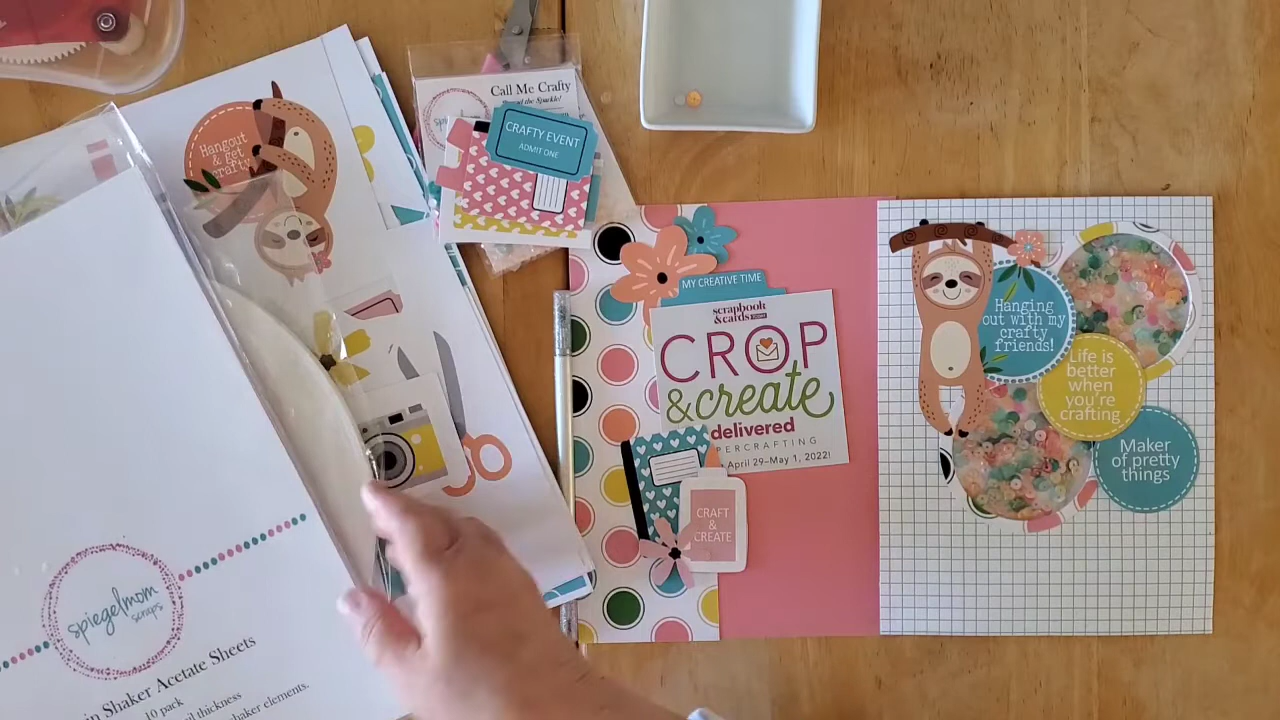 Hangout
& get
crafty
Call Me Crafty
CRAFTY EVENT
ADMIT ONE
MY CREATIVE TIME
scrapbook
&cards
CROP
&create
delivered
PERCRAFTING
April 29–May 1, 2022!
CRAFT
&
CREATE
Hanging
out with my
crafty
friends!
Life is
better
when
you're
crafting
Maker
of pretty
things
spiegelmom
scraps
Shaker Acetate Sheets
10 pack
thickness
shaker elements.